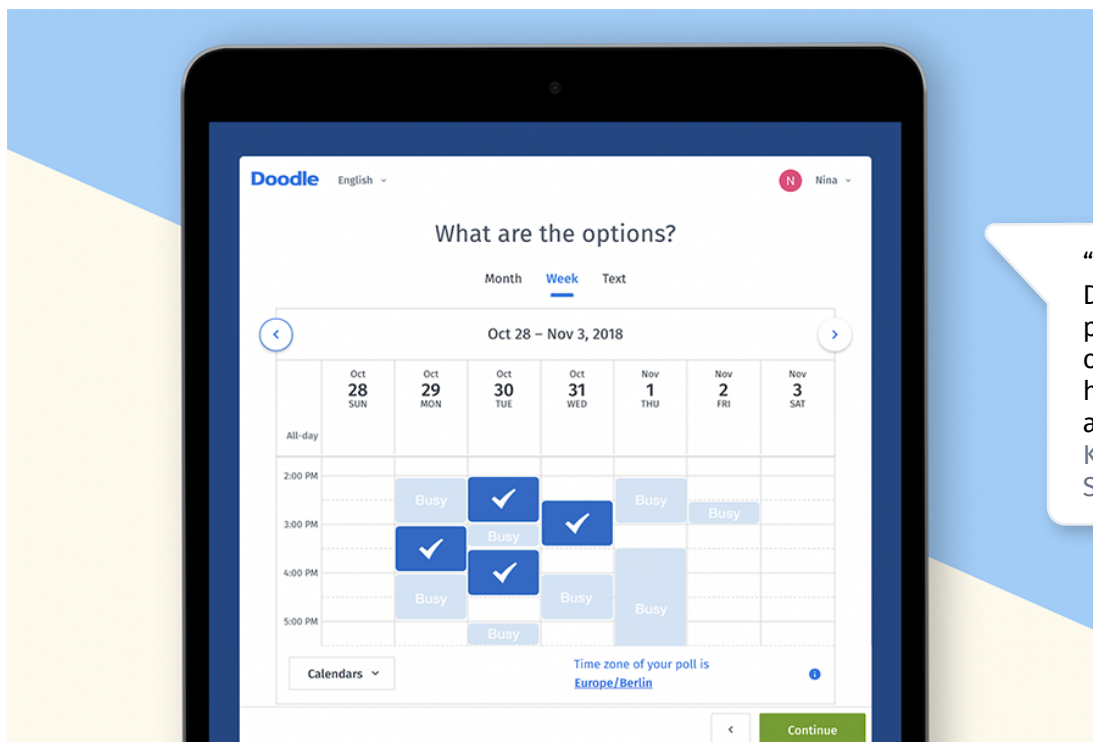 Doodle English N Nina
What are the options?
Month Week Text
Oct 28 – Nov 3, 2018
Oct Oct Oct Oct Nov Nov Nov
28 29 30 31 1 2 3
SUN MON TUE WED THU FRI SAT
All-day
2:00 PM
Busy Busy
Busy
3:00 PM
Busy
4:00 PM
Busy Busy
Busy
5:00 PM
Busy
Calendars
Time zone of your poll is
Europe/Berlin
Continue